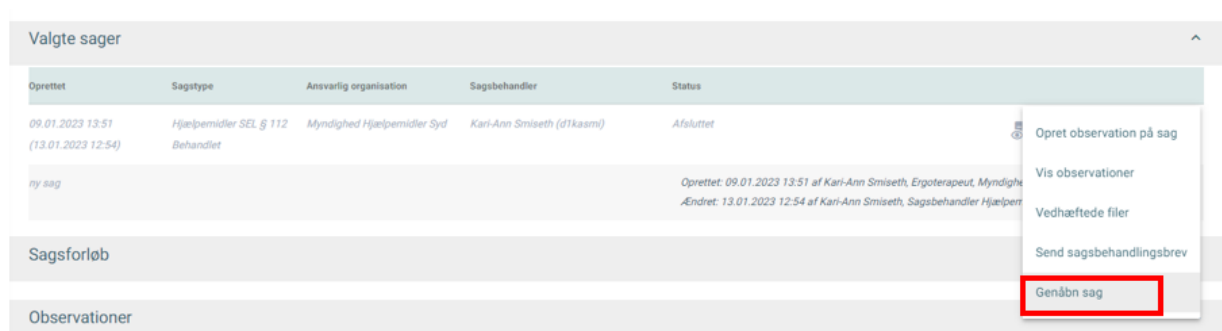 Valgte sager
Oprettet Sagstype Ansvarlig organisation Sagsbehandler Status
09.01.2023 13:51 Hjælpemidler SEL § 112 Myndighed Hjælpemidler Syd Kari-Ann Smiseth (d1kasmi) Afsluttet
(13.01.2023 12:54) Behandlet
ny sag
Oprettet: 09.01.2023 13:51 af Kari-Ann Smiseth, Ergoterapeut, Myndighe
Ændret: 13.01.2023 12:54 af Kari-Ann Smiseth, Sagsbehandler Hjælpem
Opret observation på sag
Vis observationer
Vedhæftede filer
Send sagsbehandlingsbrev
Genåbn sag
Sagsforløb
Observationer